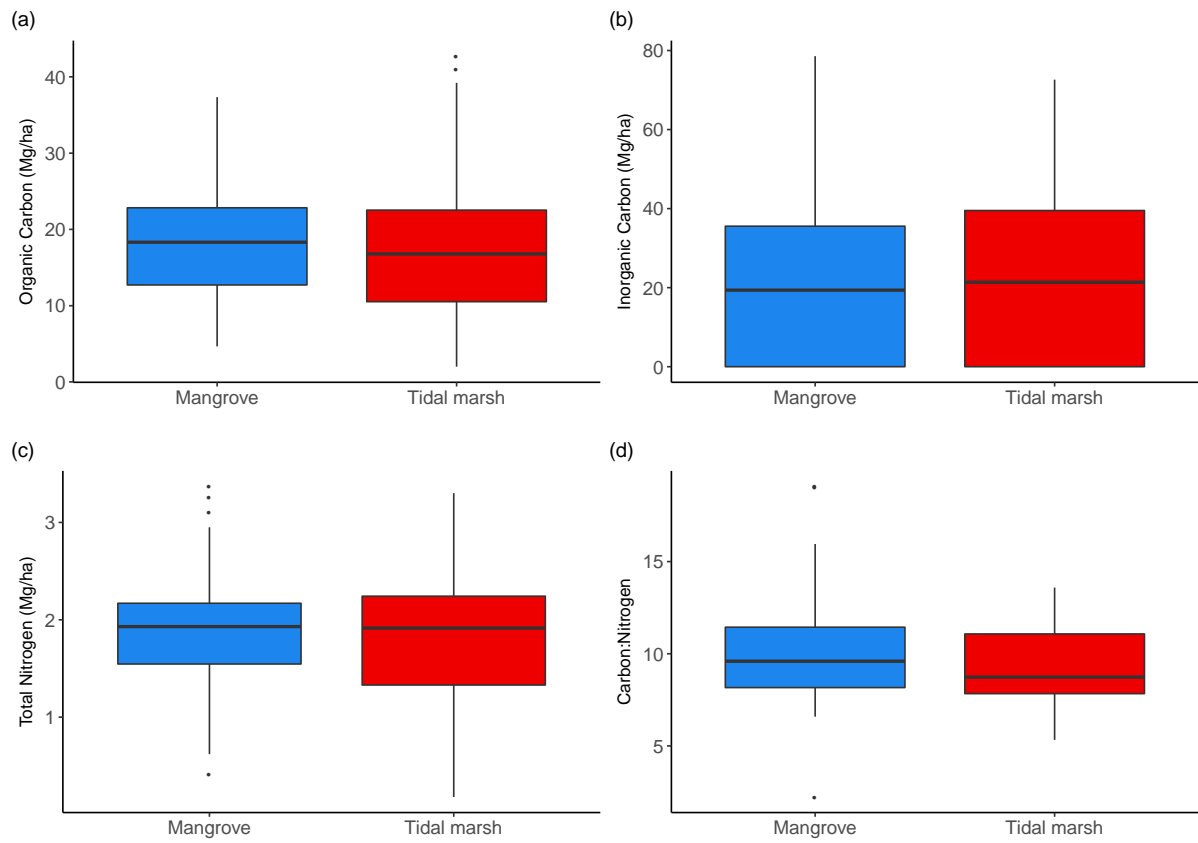 (a)
Organic Carbon (Mg/ha)
40
30
20
10
0
Mangrove
Tidal marsh
(b)
Inorganic Carbon (Mg/ha)
80
60
40
20
0
Mangrove
Tidal marsh
(c)
Total Nitrogen (Mg/ha)
3
2
1
Mangrove
Tidal marsh
(d)
Carbon:Nitrogen
15
10
5
Mangrove
Tidal marsh